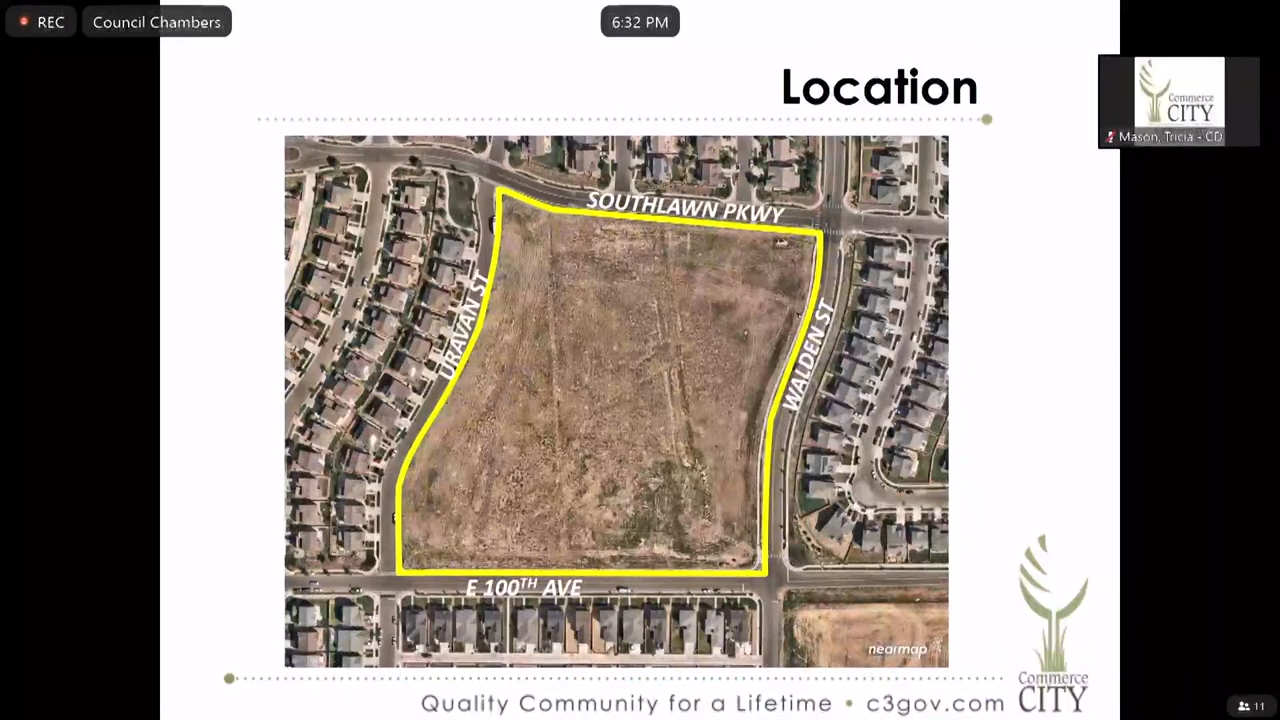 REC
Council Chambers
6:32 PM
Location
Commerce
CITY
Mason, Tricia - CD
SOUTHLAWN PKWY
URAVAN ST
WALDEN ST
E 100TH AVE
nearmap
Commerce
CITY
Quality Community for a Lifetime • c3gov.com
11